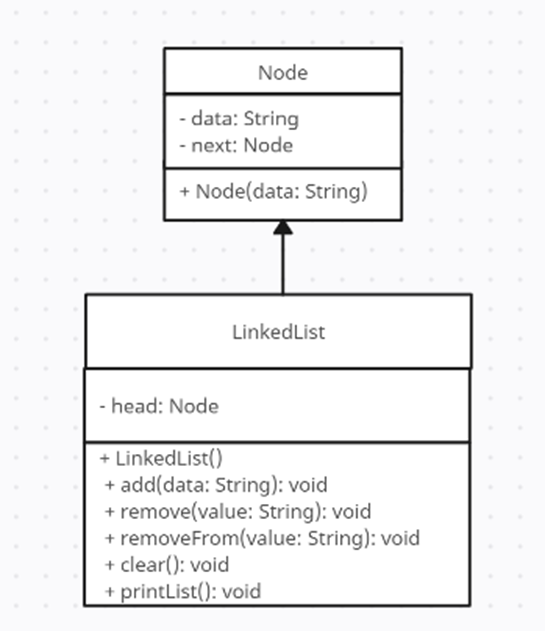 Node
- data: String
- next: Node
+ Node(data: String)
LinkedList
- head: Node
+ LinkedList()
+ add(data: String): void
+ remove(value: String): void
+ removeFrom(value: String): void
+ clear(): void
+ printList(): void